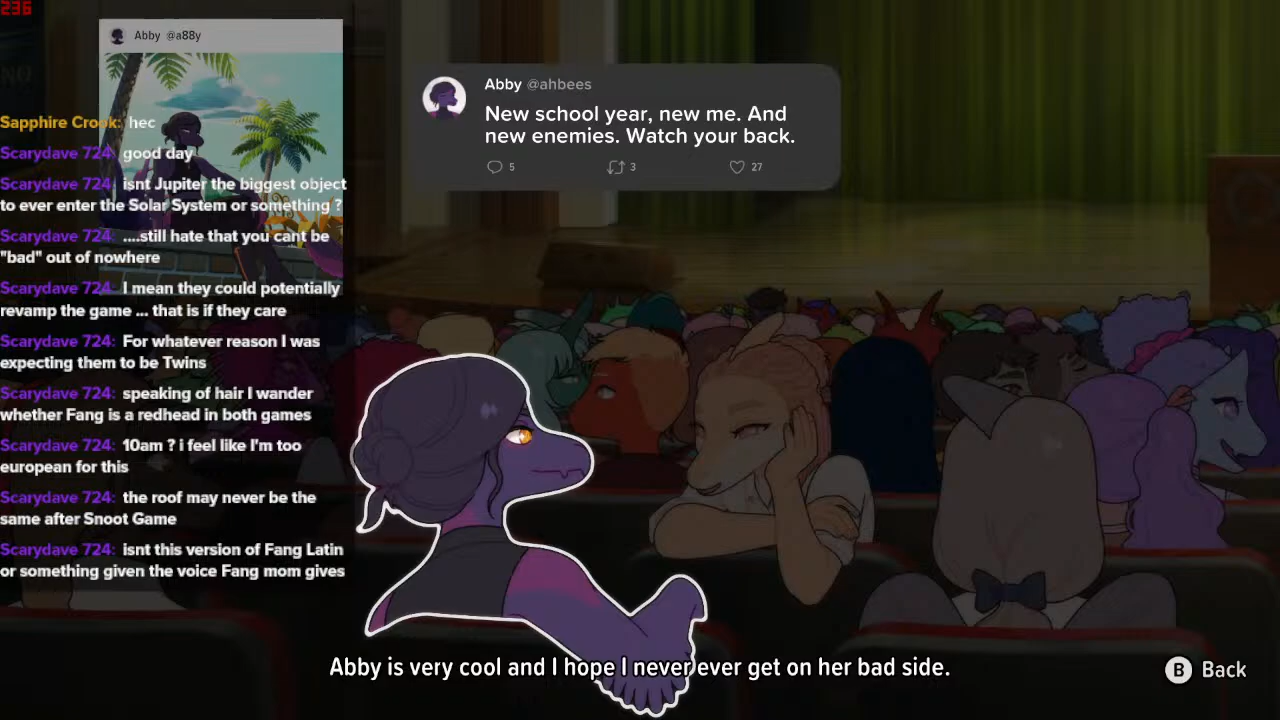 236
Abby @a88y
NO
Abby @ahbees
New school year, new me. And
new enemies. Watch your back.
5 3 27
Sapphire Crook: hec
Scarydave 724: good day
Scarydave 724: isnt Jupiter the biggest object
to ever enter the Solar System or something ?
Scarydave 724: ....still hate that you cant be
"bad" out of nowhere
Scarydave 724: I mean they could potentially
revamp the game ... that is if they care
Scarydave 724: For whatever reason I was
expecting them to be Twins
Scarydave 724: speaking of hair I wander
whether Fang is a redhead in both games
Scarydave 724: 10am ? i feel like I'm too
european for this
Scarydave 724: the roof may never be the
same after Snoot Game
Scarydave 724: isnt this version of Fang Latin
or something given the voice Fang mom gives
Abby is very cool and I hope I never ever get on her bad side.
B Back